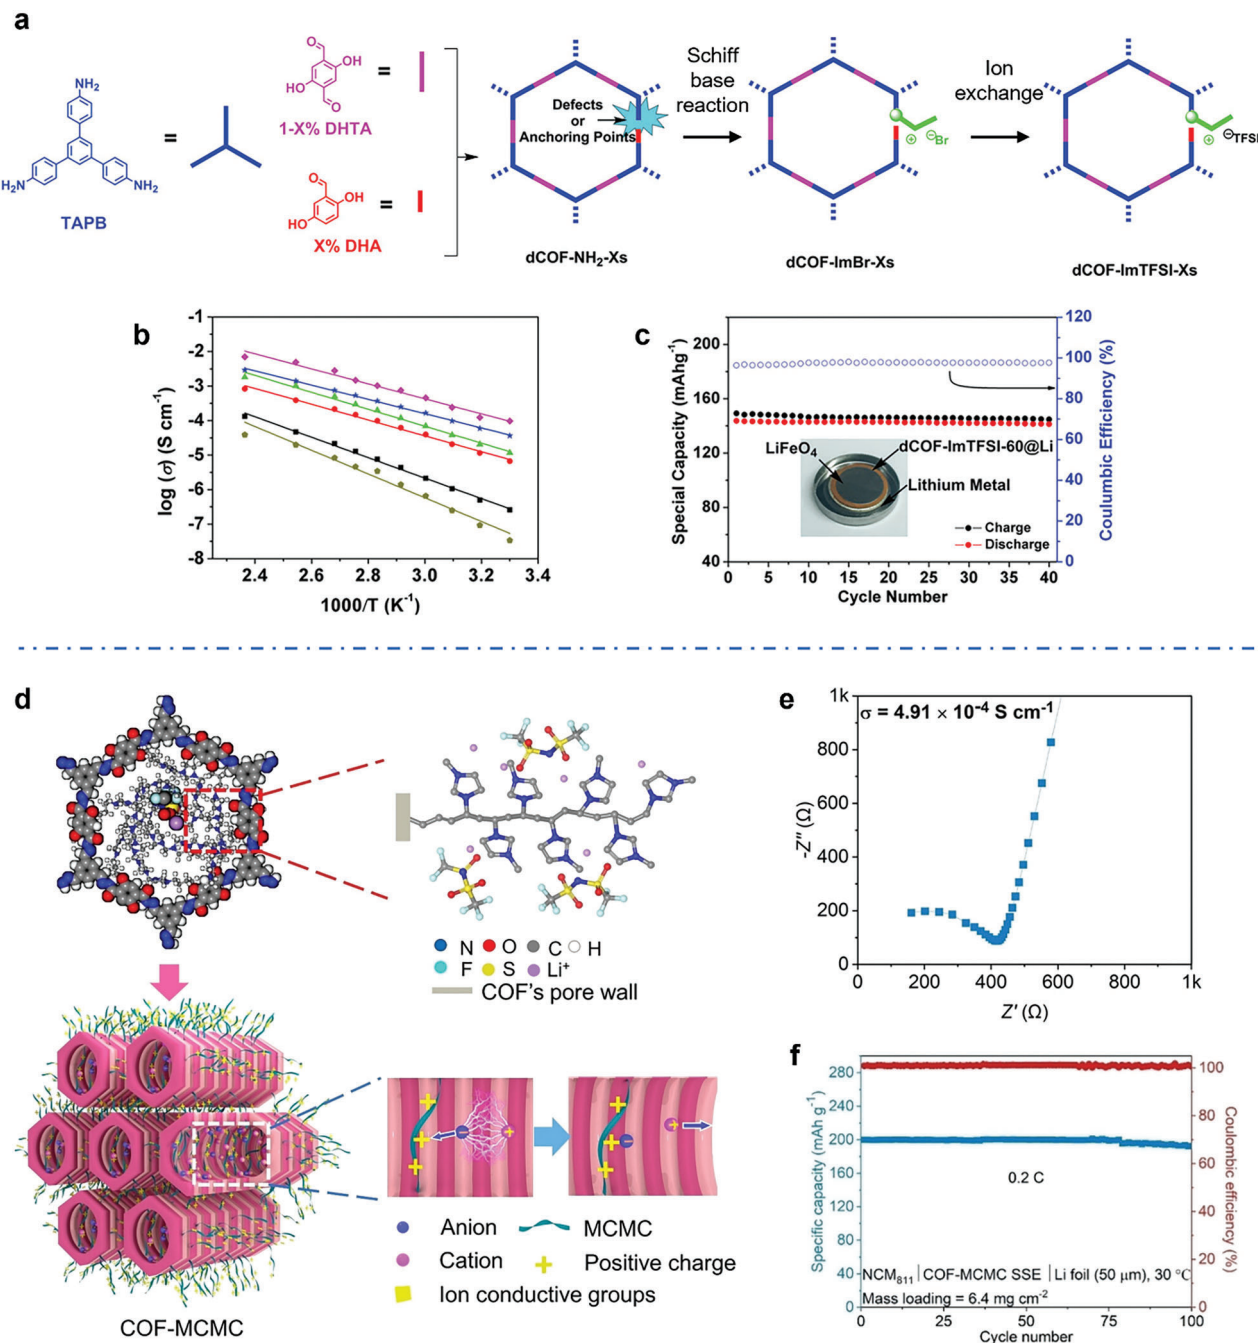 a
NH₂
H₂N
NH₂
TAPB
=
O
OH
HO
O
=
1-X% DHTA
O
OH
HO
=
X% DHA
Defects
or
Anchoring Points
dCOF-NH₂-Xs
Schiff
base
reaction
⊕
⊖Br
dCOF-ImBr-Xs
Ion
exchange
⊕
⊖TFSI
dCOF-ImTFSI-Xs
b
log (σ) (S cm⁻¹)
-1
-2
-3
-4
-5
-6
-7
-8
2.4 2.6 2.8 3.0 3.2 3.4
1000/T (K⁻¹)
c
Special Capacity (mAhg⁻¹)
200
160
120
80
40
LiFeO₄
dCOF-ImTFSI-60@Li
Lithium Metal
Charge
Discharge
0 5 10 15 20 25 30 35 40
Cycle Number
120
100
80
60
40
20
0
Coulumbic Efficiency (%)
d
N O C H
F S Li⁺
COF's pore wall
COF-MCMC
Anion MCMC
Cation Positive charge
Ion conductive groups
e
σ = 4.91 × 10⁻⁴ S cm⁻¹
-Z″ (Ω)
1k
800
600
400
200
0
0 200 400 600 800 1k
Z′ (Ω)
f
Specific capacity (mAh g⁻¹)
280
240
200
160
120
80
40
0
0.2 C
NCM₈₁₁ | COF-MCMC SSE | Li foil (50 μm), 30 °C
Mass loading = 6.4 mg cm⁻²
0 25 50 75 100
Cycle number
100
80
60
40
20
0
Coulombic efficiency (%)